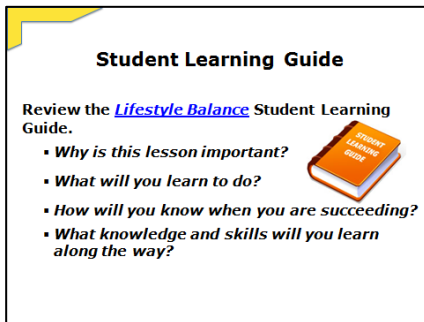 Student Learning Guide
Review the Lifestyle Balance Student Learning
Guide.
▪ Why is this lesson important?
STUDENT
LEARNING
GUIDE
▪ What will you learn to do?
▪ How will you know when you are succeeding?
▪ What knowledge and skills will you learn
along the way?